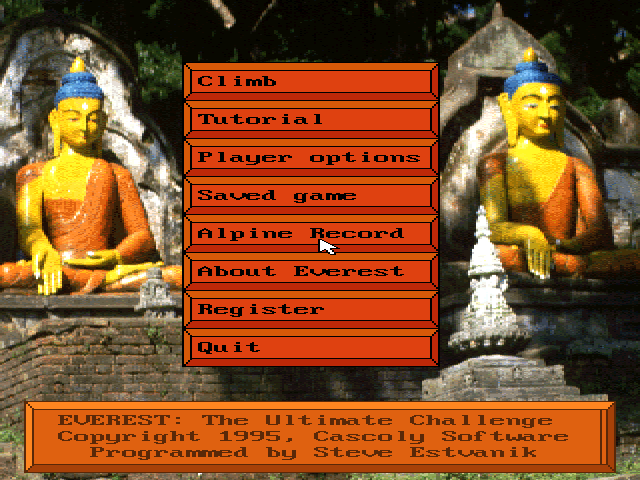 Climb
Tutorial
Player options
Saved game
Alpine Record
About Everest
Register
Quit
EVEREST: The Ultimate Challenge
Copyright 1995, Cascoly Software
Programmed by Steve Estvanik